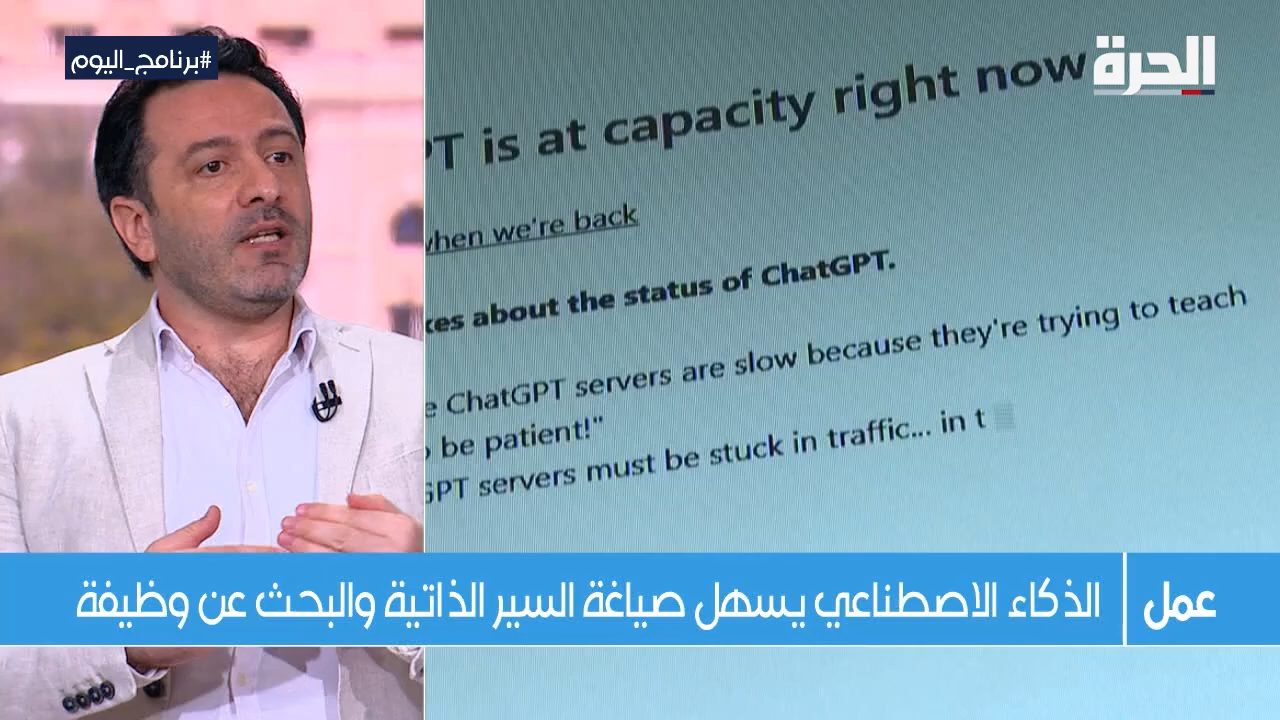 #برنامج_اليوم
الحرة
PT is at capacity right now
when we're back
kes about the status of ChatGPT.
e ChatGPT servers are slow because they're trying to teach
o be patient!"
GPT servers must be stuck in traffic... in t
عمل
الذكاء الاصطناعي يسهل صياغة السير الذاتية والبحث عن وظيفة